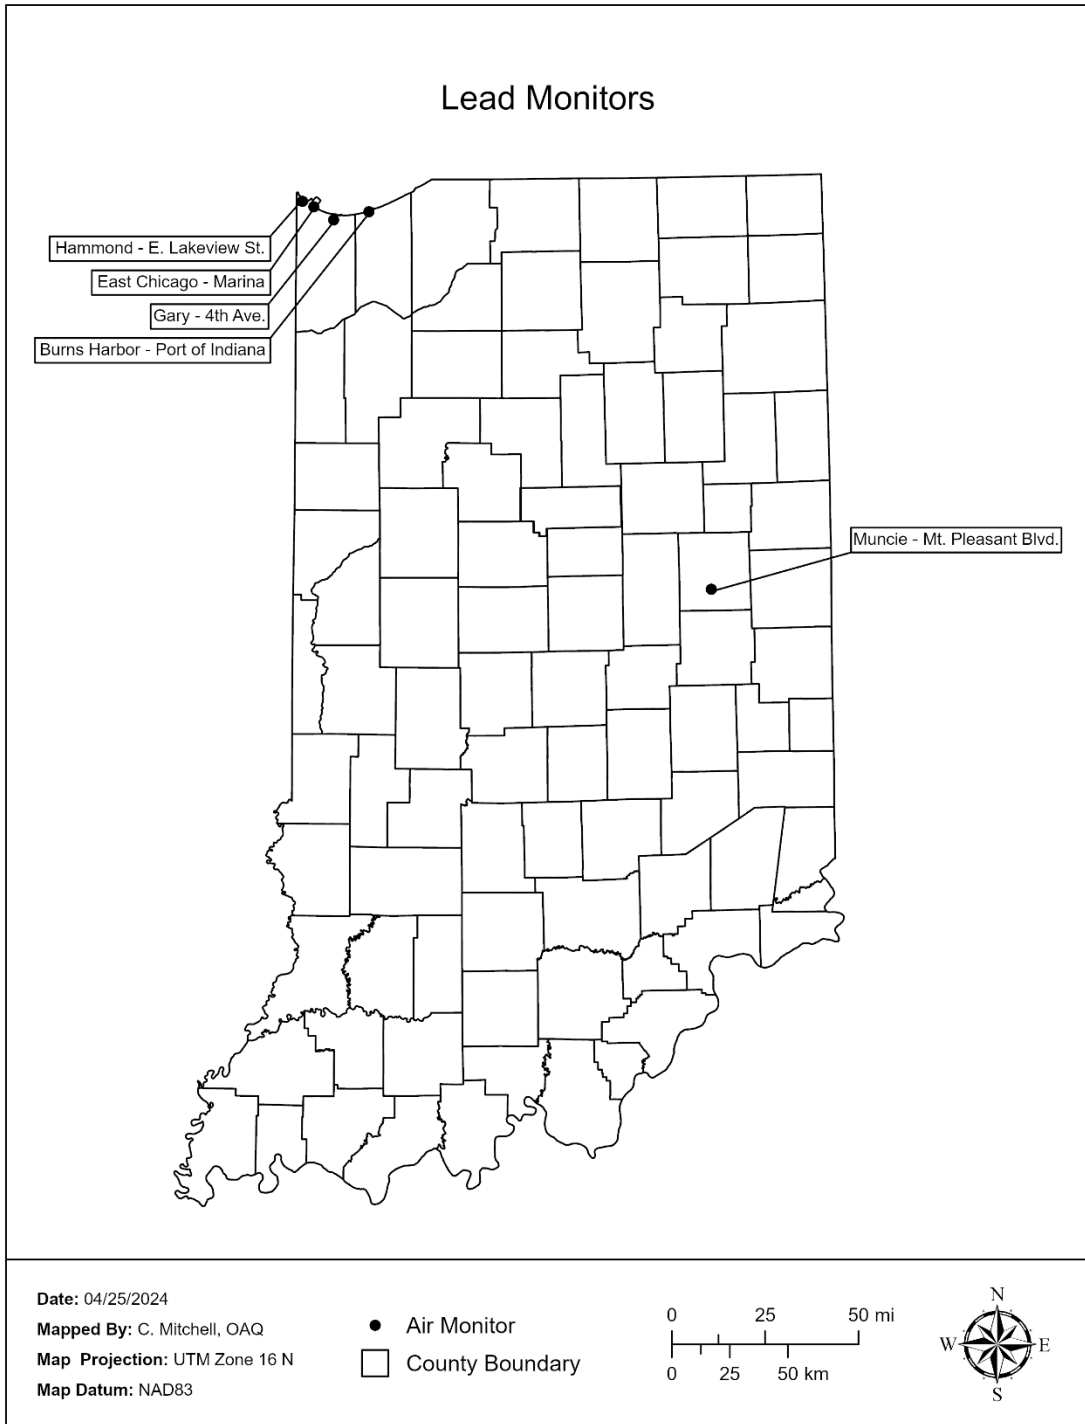 Lead Monitors
Hammond - E. Lakeview St.
East Chicago - Marina
Gary - 4th Ave.
Burns Harbor - Port of Indiana
Muncie - Mt. Pleasant Blvd.
Date: 04/25/2024
Mapped By: C. Mitchell, OAQ
Map Projection: UTM Zone 16 N
Map Datum: NAD83
Air Monitor
County Boundary
0 25 50 mi
0 25 50 km
N
W E
S